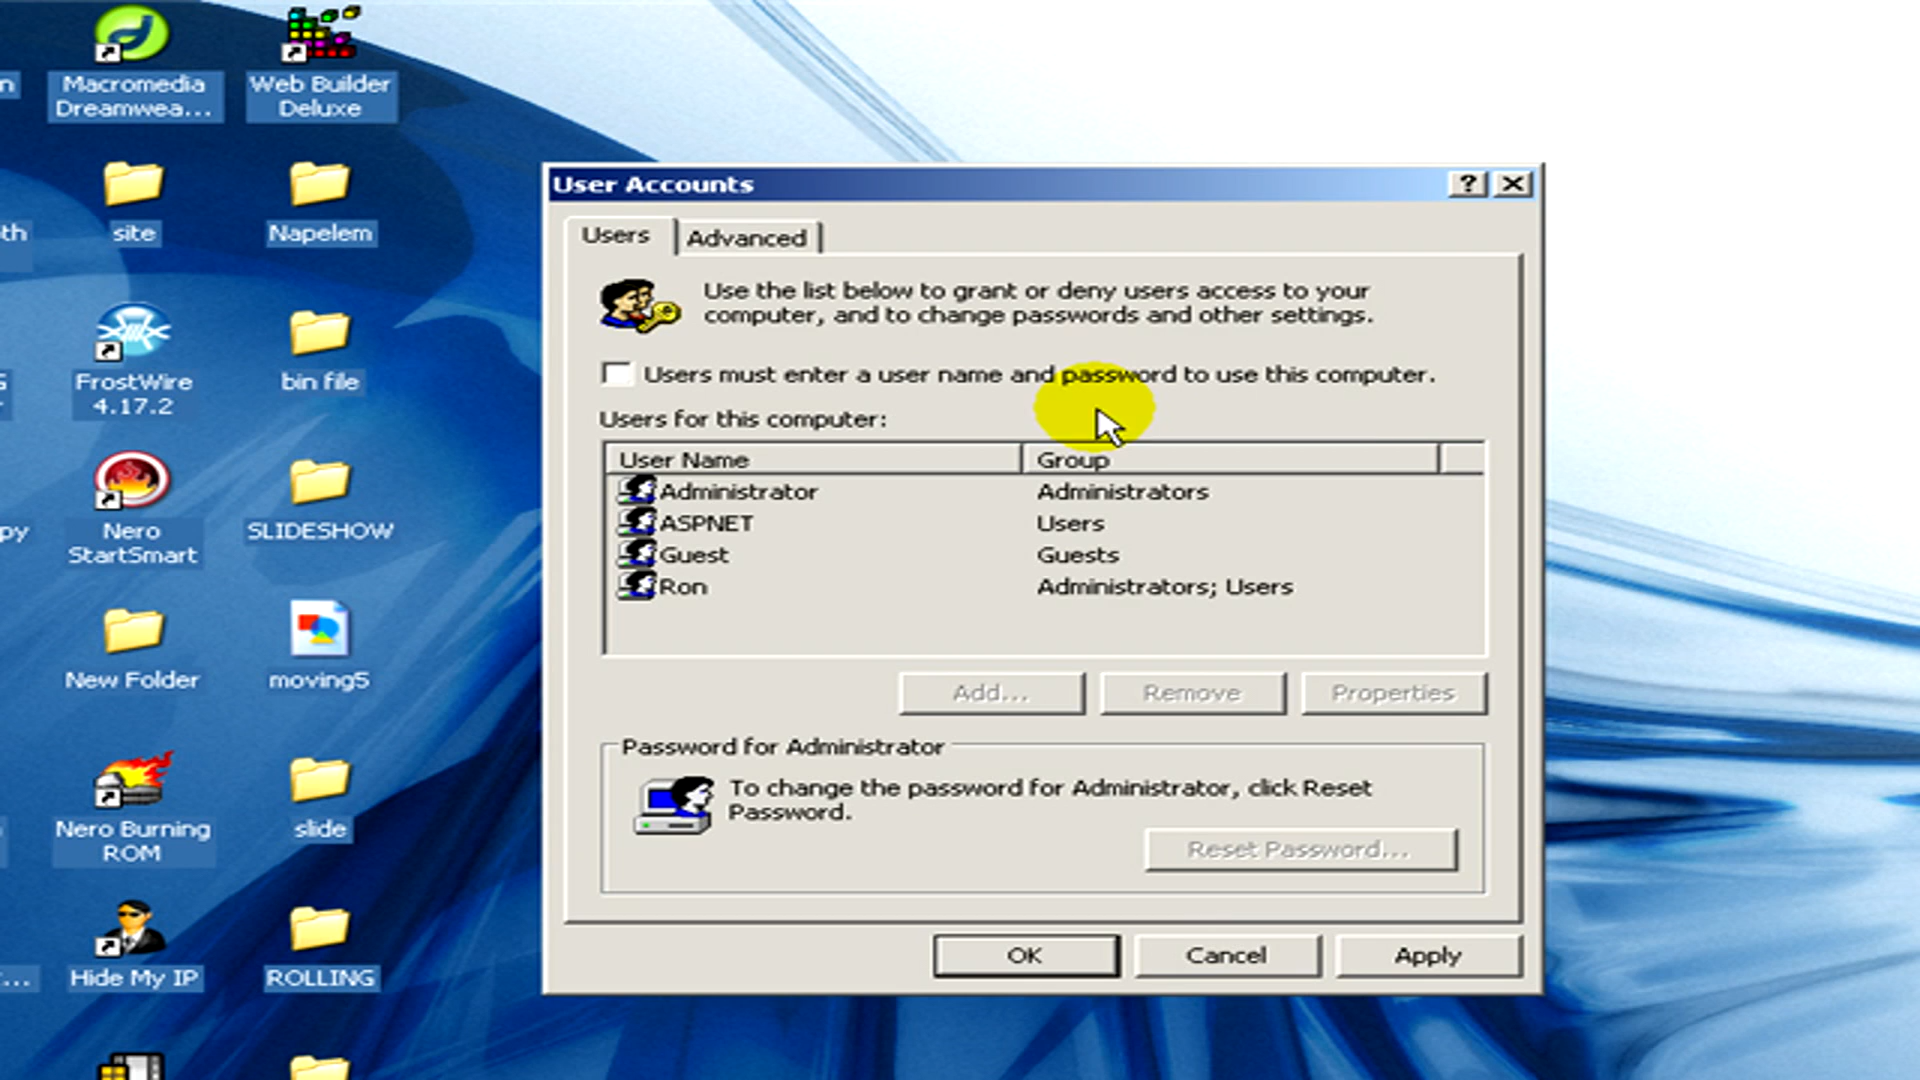 n
Macromedia
Dreamwea...
Web Builder
Deluxe
th
site
Napelem
FrostWire
4.17.2
bin file
py
Nero
StartSmart
SLIDESHOW
New Folder
moving5
Nero Burning
ROM
slide
...
Hide My IP
ROLLING
User Accounts
Users
Advanced
Use the list below to grant or deny users access to your
computer, and to change passwords and other settings.
Users must enter a user name and password to use this computer.
Users for this computer:
User Name Group
Administrator Administrators
ASPNET Users
Guest Guests
Ron Administrators; Users
Add... Remove Properties
Password for Administrator
To change the password for Administrator, click Reset
Password.
Reset Password...
OK Cancel Apply